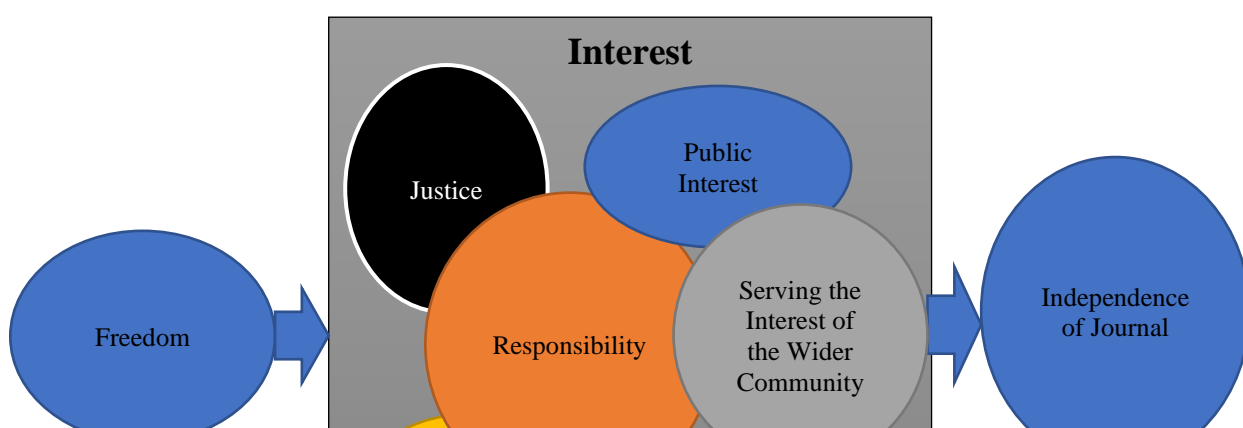 Interest
Public
Interest
Justice
Serving the
Interest of
the Wider
Community
Independence
of Journal
Freedom
Responsibility